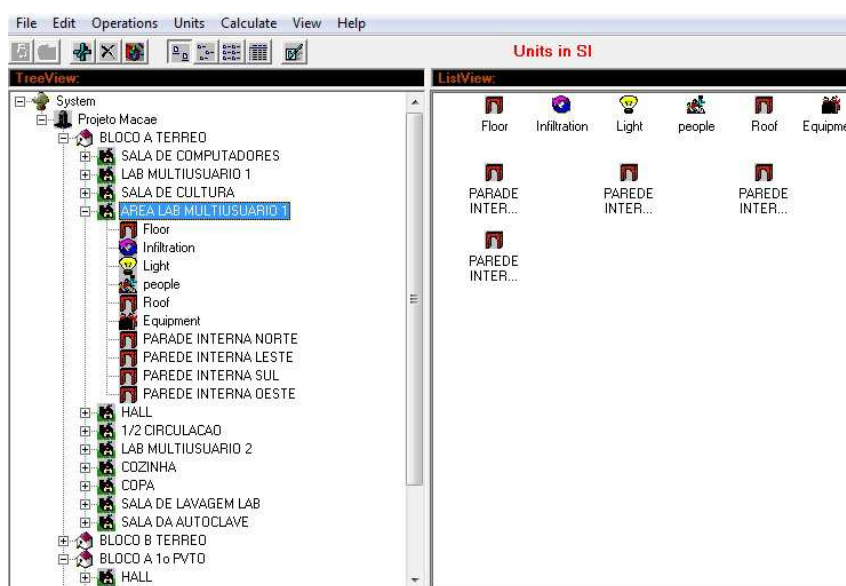 File Edit Operations Units Calculate View Help
Units in SI
TreeView:
System
Projeto Macae
BLOCO A TERREO
SALA DE COMPUTADORES
LAB MULTIUSUARIO 1
SALA DE CULTURA
AREA LAB MULTIUSUARIO 1
Floor
Infiltration
Light
people
Roof
Equipment
PARADE INTERNA NORTE
PAREDE INTERNA LESTE
PAREDE INTERNA SUL
PAREDE INTERNA OESTE
HALL
1/2 CIRCULACAO
LAB MULTIUSUARIO 2
COZINHA
COPA
SALA DE LAVAGEM LAB
SALA DA AUTOCLAVE
BLOCO B TERREO
BLOCO A 1o PVTO
HALL
ListView:
Floor Infiltration Light people Roof Equipme
PARADE PAREDE PAREDE
INTER... INTER... INTER...
PAREDE
INTER...